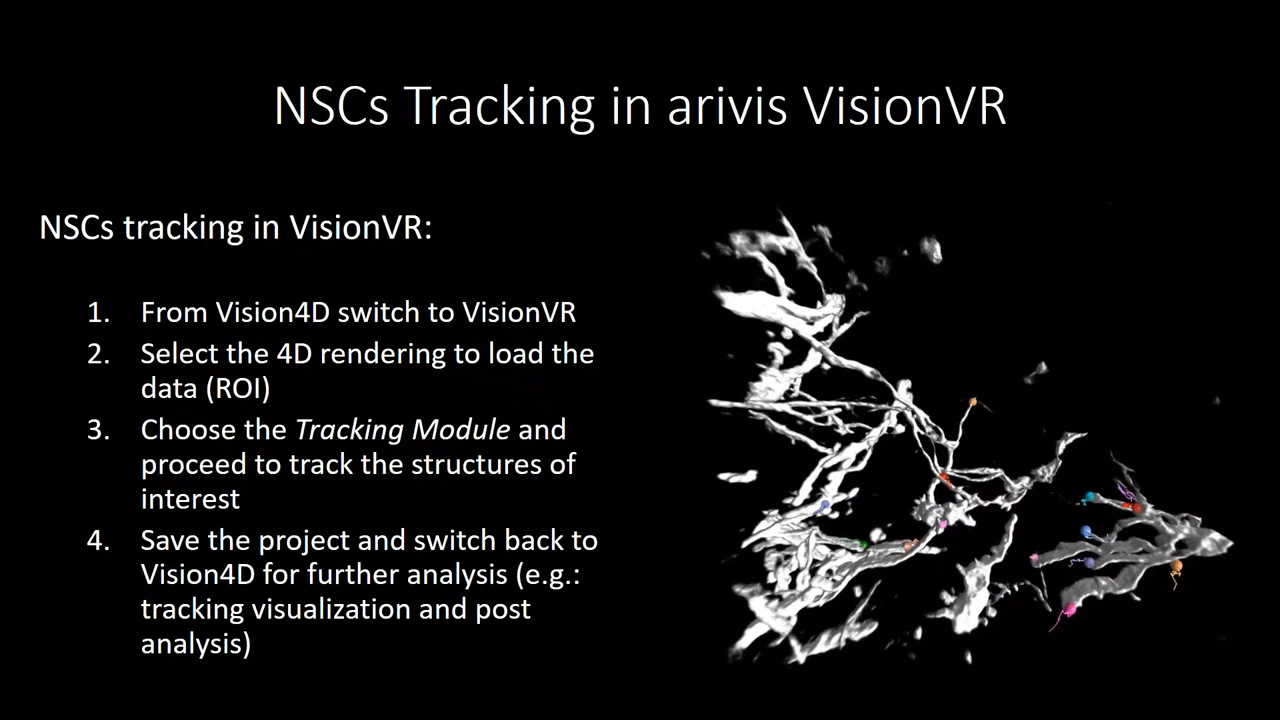 NSCs Tracking in arivis VisionVR
NSCs tracking in VisionVR:
1. From Vision4D switch to VisionVR
2. Select the 4D rendering to load the
data (ROI)
3. Choose the Tracking Module and
proceed to track the structures of
interest
4. Save the project and switch back to
Vision4D for further analysis (e.g.:
tracking visualization and post
analysis)